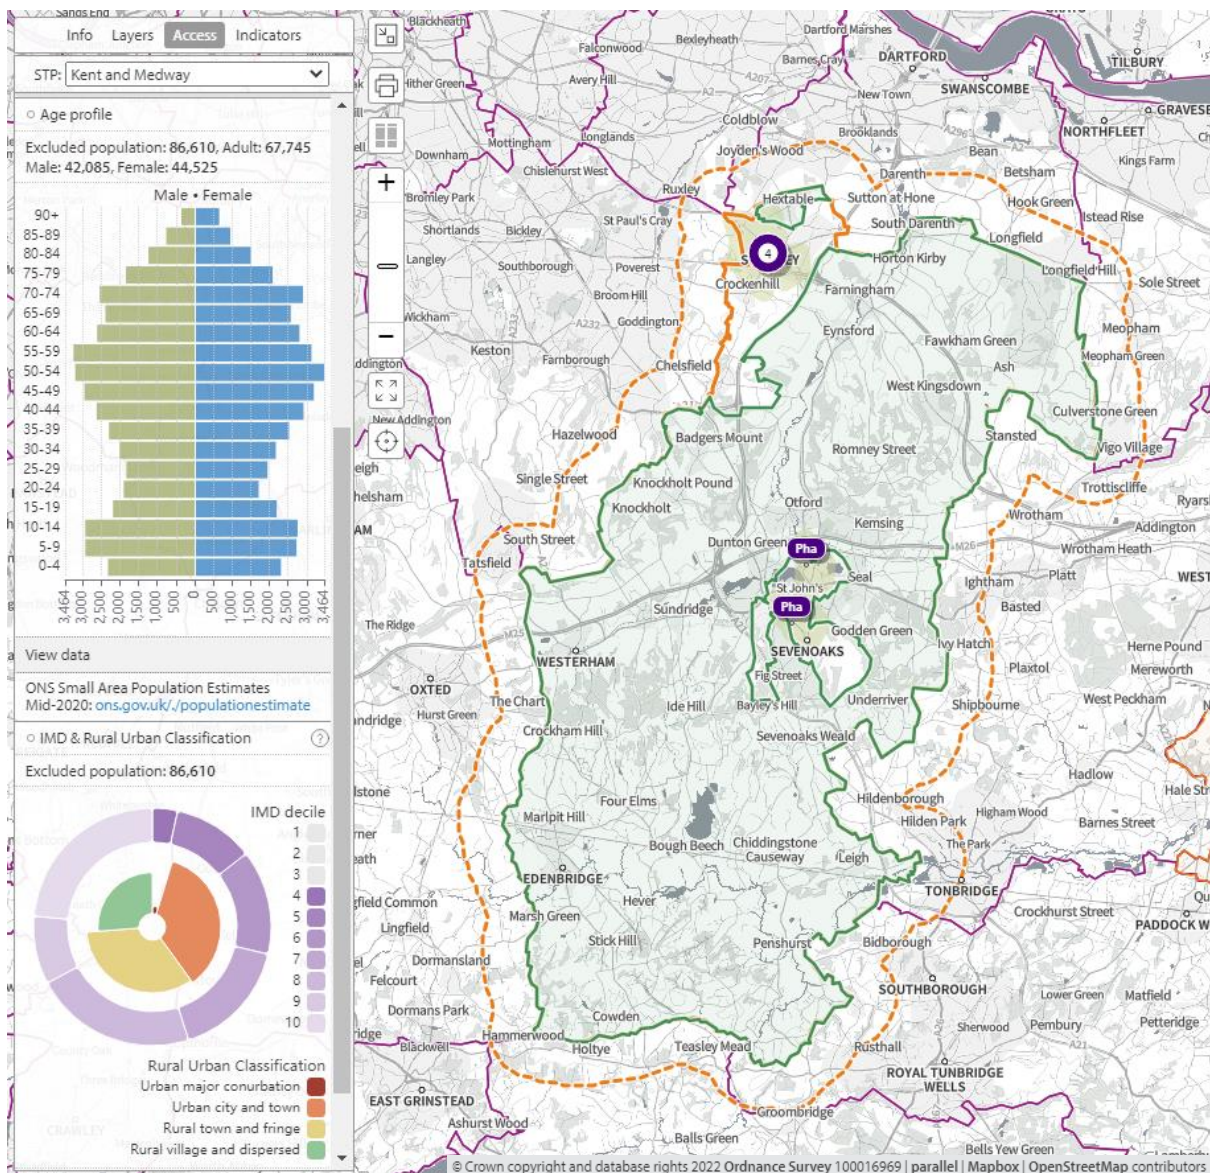 Info Layers Access Indicators
STP: Kent and Medway
Age profile
Excluded population: 86,610, Adult: 67,745
Male: 42,085, Female: 44,525
Male • Female
90+
85-89
80-84
75-79
70-74
65-69
60-64
55-59
50-54
45-49
40-44
35-39
30-34
25-29
20-24
15-19
10-14
5-9
0-4
3,464 3,000 2,500 2,000 1,500 1,000 500 0 500 1,000 1,500 2,000 2,500 3,000 3,464
View data
ONS Small Area Population Estimates
Mid-2020: ons.gov.uk/./populationestimate
IMD & Rural Urban Classification ?
Excluded population: 86,610
IMD decile
1
2
3
4
5
6
7
8
9
10
Rural Urban Classification
Urban major conurbation
Urban city and town
Rural town and fringe
Rural village and dispersed
Sands End
Blackheath
Bexleyheath
Dartford Marshes
Falconwood
Barnes Cray
DARTFORD
TILBURY
Hither Green
Avery Hill
A207
New Town
SWANSCOMBE
A2
Coldblow
Brooklands
A296
NORTHFLEET
Longlands
Mottingham
Joyden's Wood
Bean
Downham
Chislehurst West
Darenth
Betsham
Kings Farm
Ruxley
Bromley Park
Hextable
Sutton at Hone
Hook Green
Istead Rise
St Paul's Cray
South Darenth
Shortlands
Bickley
Longfield
4
Langley
Southborough
Poverest
Horton Kirby
Longfield Hill
Crockenhill
Sole Street
Broom Hill
Farningham
Goddington
A232
A233
Eynsford
Meopham
Keston
Fawkham Green
Farnborough
Chelsfield
Meopham Green
Ash
West Kingsdown
New Addington
Culverstone Green
Hazelwood
Badgers Mount
Stansted
Romney Street
Vigo Village
Single Street
Knockholt Pound
Trottiscliffe
Otford
Knockholt
Wrotham
Kemsing
Addington
South Street
Dunton Green
Pha
M26
Wrotham Heath
Tatsfield
Seal
Platt
St John's
Ightham
Sundridge
Pha
Basted
The Ridge
M25
Godden Green
Ivy Hatch
Herne Pound
WESTERHAM
SEVENOAKS
Plaxtol
Mereworth
OXTED
Fig Street
The Chart
Underriver
West Peckham
Hurst Green
Ide Hill
Bayley's Hill
Shipbourne
Crockham Hill
Sevenoaks Weald
Hadlow
Four Elms
Hildenborough
Marlpit Hill
Hilden Park
Higham Wood
Barnes Street
Bough Beech
Chiddingstone
Causeway
Leigh
The Park
EDENBRIDGE
TONBRIDGE
Hever
Marsh Green
Crockhurst Street
Lingfield
PADDOCK W
Stick Hill
Penshurst
Bidborough
Dormansland
Felcourt
SOUTHBOROUGH
Lower Green
Matfield
Dormans Park
Cowden
Sherwood
Pembury
Petteridge
Hammerwood
Blackwell
Holtye
Teasley Mead
Rusthall
A21
ROYAL TUNBRIDGE
WELLS
EAST GRINSTEAD
Groombridge
CRAWLEY
Ashurst Wood
Balls Green
Bells Yew Green
© Crown copyright and database rights 2022 Ordnance Survey 100016969 | parallel | Mapbox | OpenStreetMap contributors